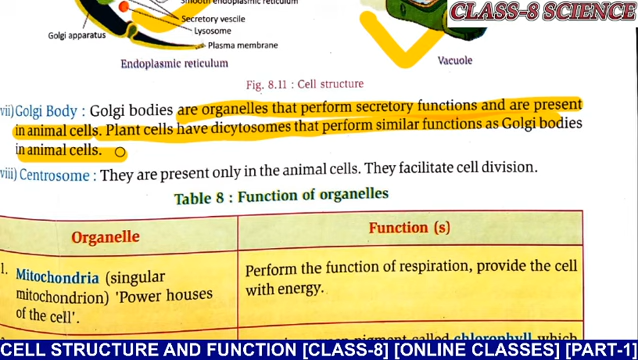 Smooth endoplasmic reticulum
CLASS-8 SCIENCE
Secretory vescile
Lysosome
Golgi apparatus
Plasma membrane
Endoplasmic reticulum
Vacuole
Fig. 8.11 : Cell structure
vii) Golgi Body : Golgi bodies are organelles that perform secretory functions and are present
in animal cells. Plant cells have dicytosomes that perform similar functions as Golgi bodies
in animal cells.
viii) Centrosome : They are present only in the animal cells. They facilitate cell division.
Table 8 : Function of organelles
Organelle
Function (s)
1. Mitochondria (singular
mitochondrion) 'Power houses
of the cell'.
Perform the function of respiration, provide the cell
with energy.
pigment called chlorophyll which
CELL STRUCTURE AND FUNCTION [CLASS-8] [ONLINE CLASSES] [PART-1]